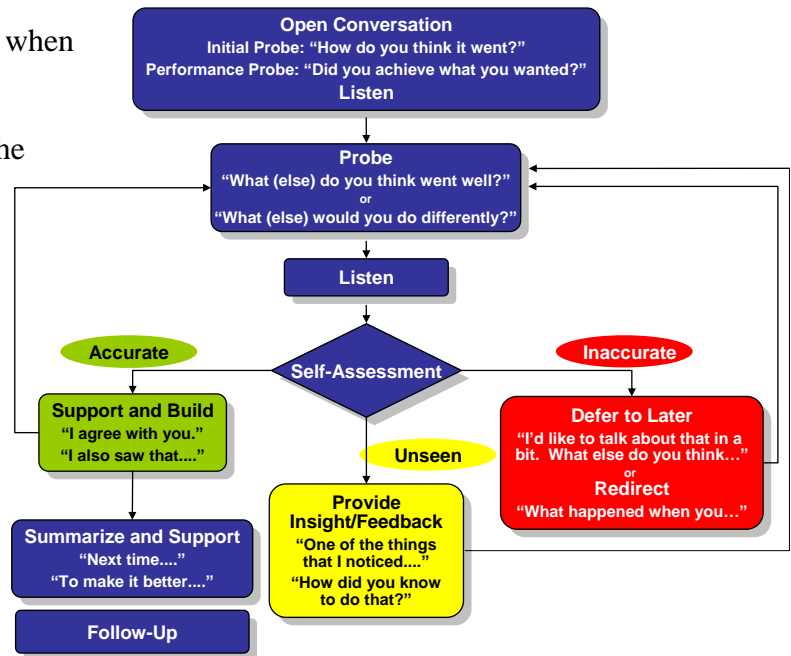 when
he
Open Conversation
Initial Probe: “How do you think it went?”
Performance Probe: “Did you achieve what you wanted?”
Listen
Probe
“What (else) do you think went well?”
or
“What (else) would you do differently?”
Listen
Accurate
Self-Assessment
Inaccurate
Support and Build
“I agree with you.”
“I also saw that....”
Unseen
Defer to Later
“I’d like to talk about that in a
bit.  What else do you think…”
or
Redirect
“What happened when you…”
Provide
Insight/Feedback
“One of the things
that I noticed....”
“How did you know
to do that?”
Summarize and Support
“Next time....”
“To make it better....”
Follow-Up